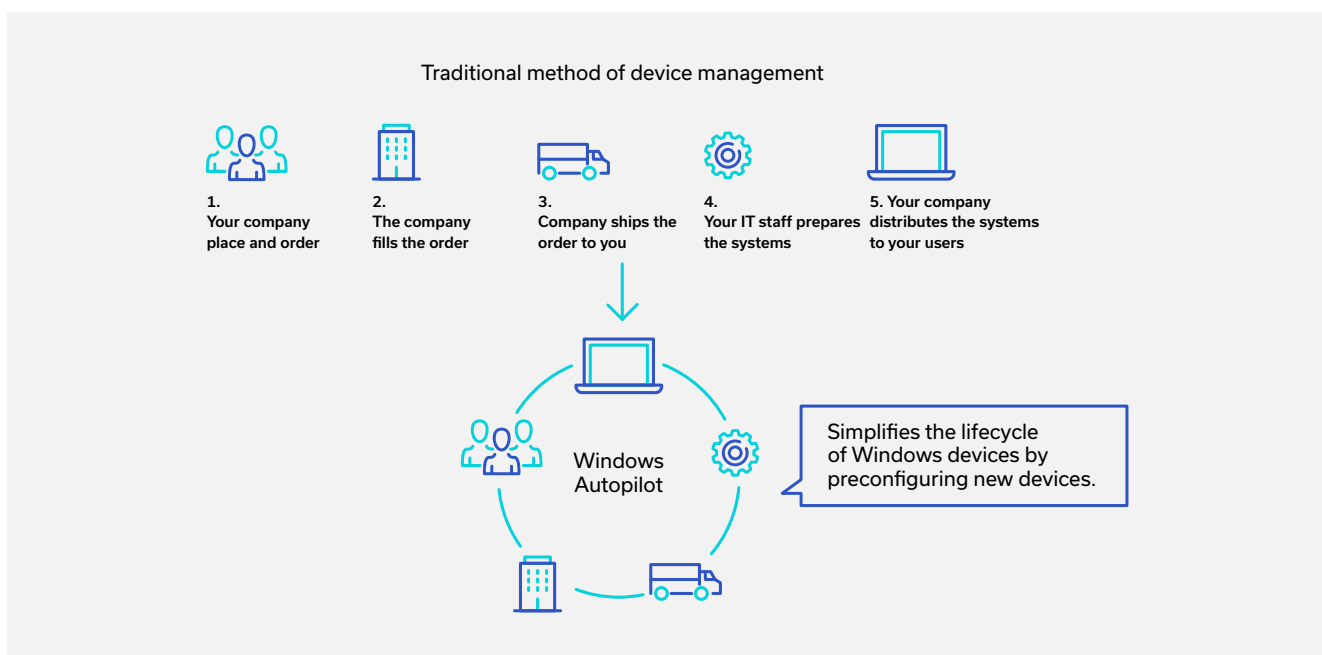 Traditional method of device management
1.
Your company
place and order
2.
The company
fills the order
3.
Company ships the
order to you
4.
Your IT staff prepares
the systems
5. Your company
distributes the systems
to your users
Windows
Autopilot
Simplifies the lifecycle
of Windows devices by
preconfiguring new devices.